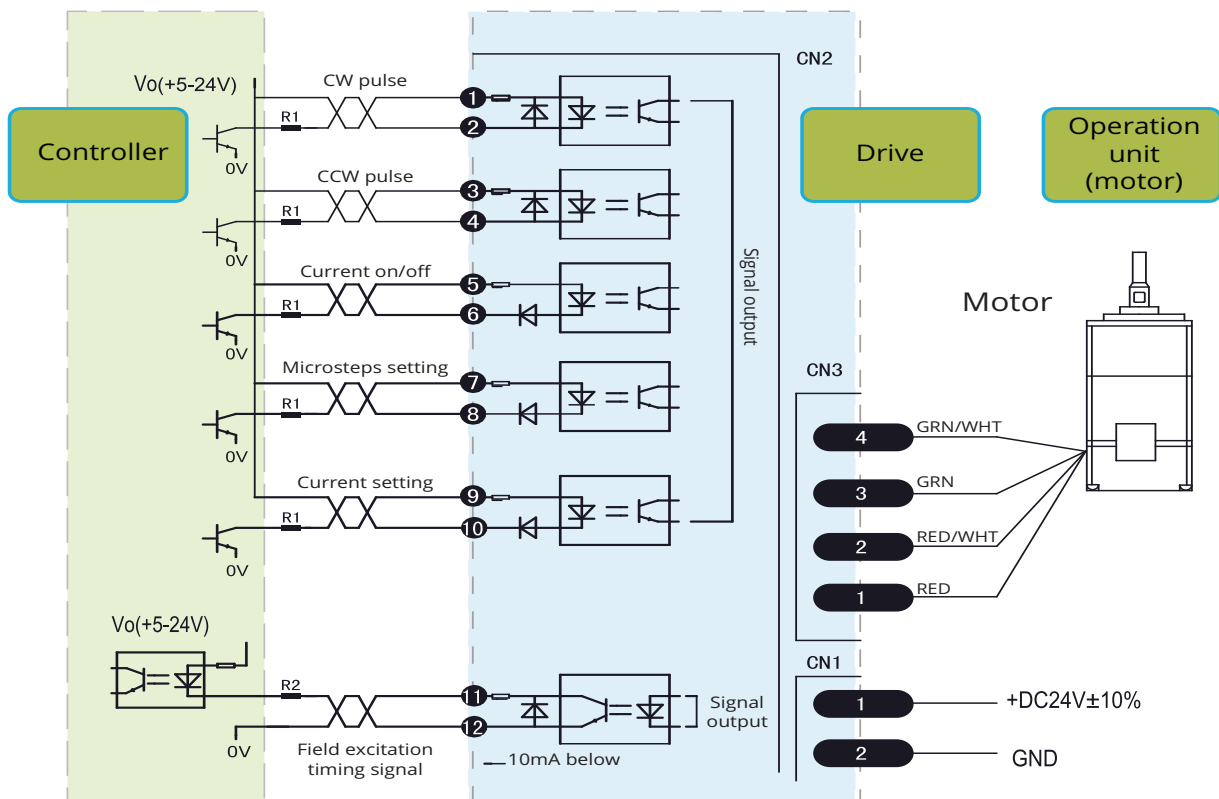 CN2
Vo(+5-24V)
CW pulse
1
R1
2
0V
Controller
Drive
Operation
unit
(motor)
CCW pulse
3
R1
4
0V
Current on/off
5
R1
6
0V
Signal output
Motor
Microsteps setting
7
R1
8
0V
CN3
4
GRN/WHT
Current setting
9
R1
10
0V
3
GRN
2
RED/WHT
1
RED
Vo(+5-24V)
R2
11
12
0V
Field excitation
timing signal
10mA below
Signal
output
CN1
1
+DC24V±10%
2
GND